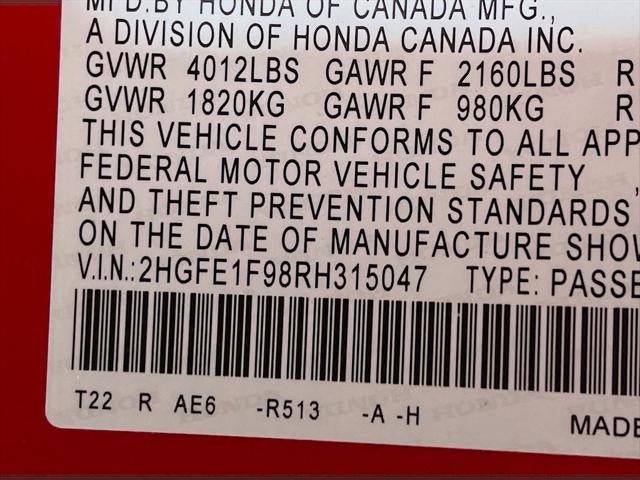 MFD.BY HONDA OF CANADA MFG.,
A DIVISION OF HONDA CANADA INC.
GVWR 4012LBS GAWR F 2160LBS R
GVWR 1820KG GAWR F 980KG R
THIS VEHICLE CONFORMS TO ALL APP
FEDERAL MOTOR VEHICLE SAFETY ,
AND THEFT PREVENTION STANDARDS
ON THE DATE OF MANUFACTURE SHOW
V.I.N.:2HGFE1F98RH315047 TYPE: PASSE
T22 R AE6 -R513 -A -H
MADE